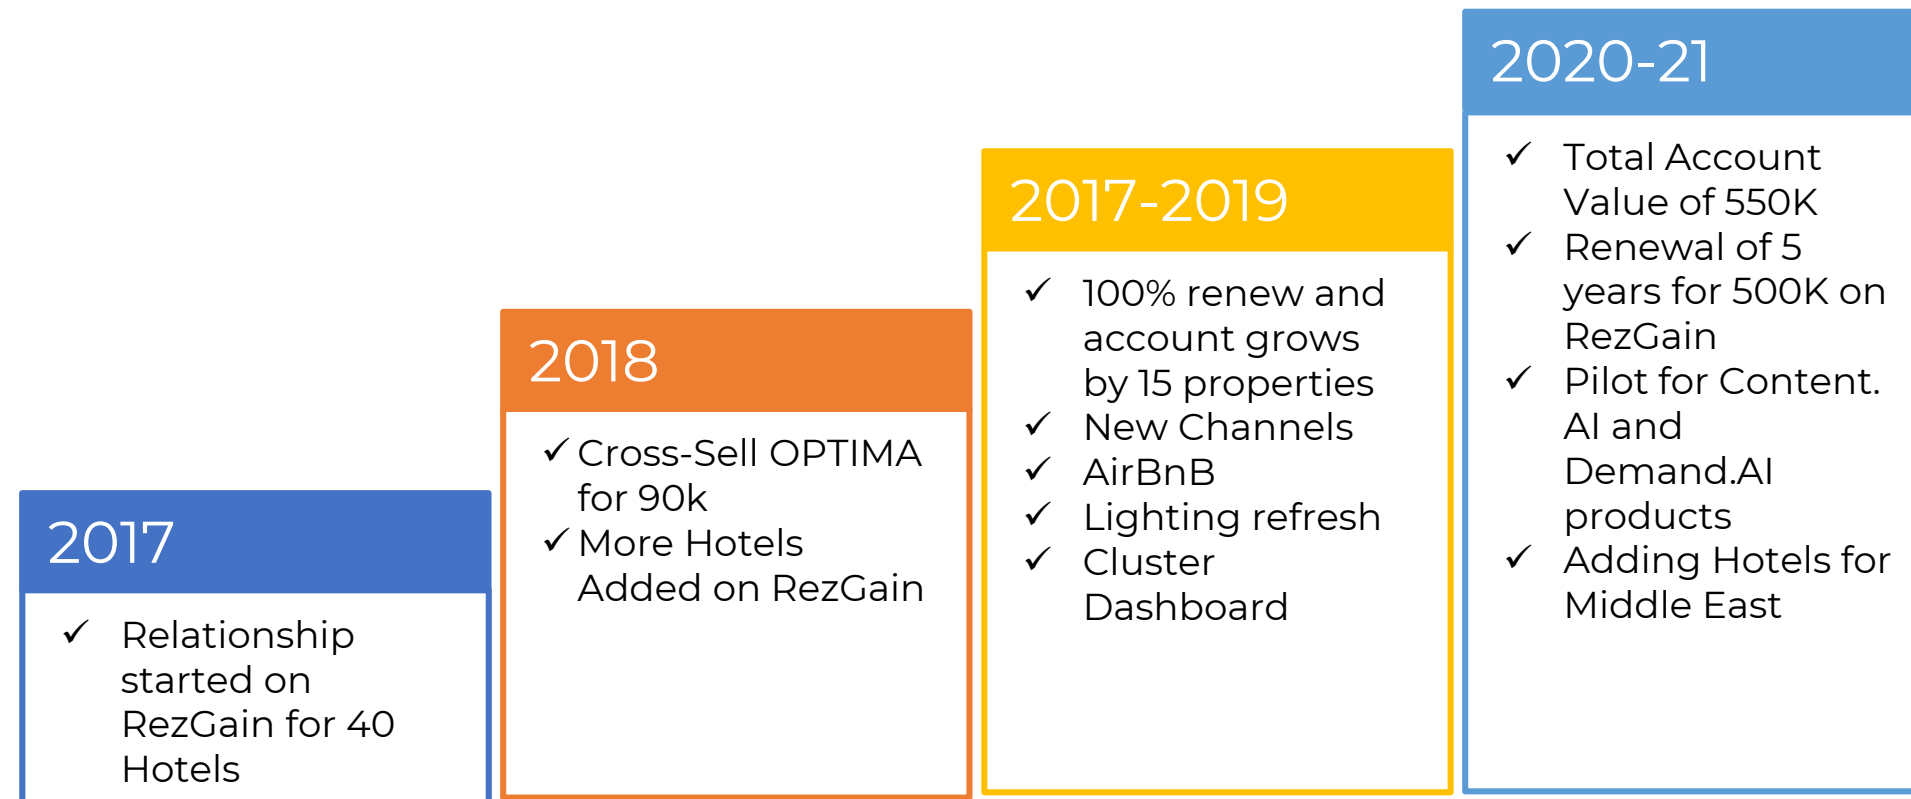 2017
✓ Relationship
started on
RezGain for 40
Hotels
2018
✓ Cross-Sell OPTIMA
for 90k
✓ More Hotels
Added on RezGain
2017-2019
✓ 100% renew and
account grows
by 15 properties
✓ New Channels
✓ AirBnB
✓ Lighting refresh
✓ Cluster
Dashboard
2020-21
✓ Total Account
Value of 550K
✓ Renewal of 5
years for 500K on
RezGain
✓ Pilot for Content.
AI and
Demand.AI
products
✓ Adding Hotels for
Middle East